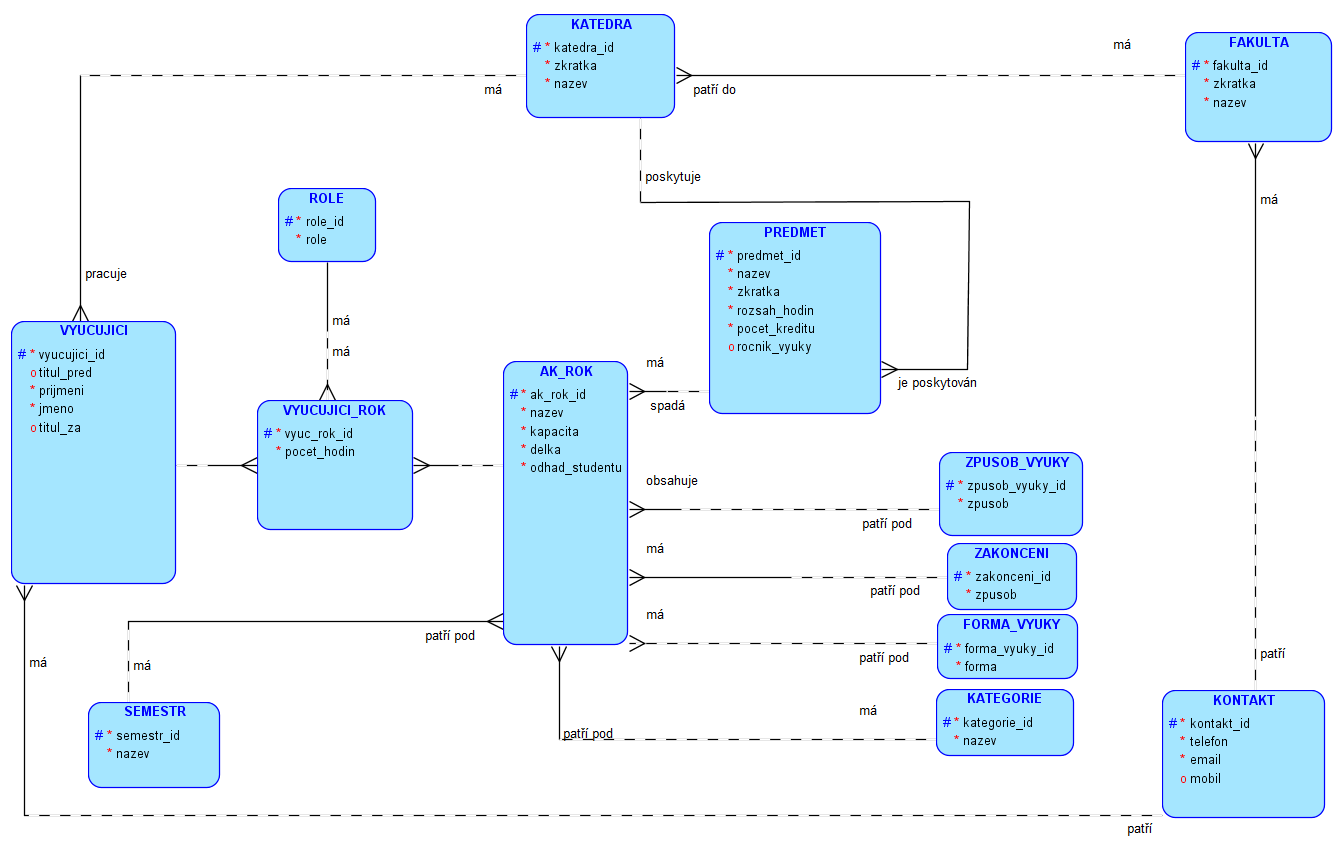 KATEDRA
# * katedra_id
* zkratka
* nazev
má
FAKULTA
# * fakulta_id
* zkratka
* nazev
má
patří do
poskytuje
má
ROLE
# * role_id
* role
PREDMET
# * predmet_id
* nazev
* zkratka
* rozsah_hodin
* pocet_kreditu
o rocnik_vyuky
pracuje
má
má
VYUCUJICI
# * vyucujici_id
o titul_pred
* prijmeni
* jmeno
o titul_za
AK_ROK
# * ak_rok_id
* nazev
* kapacita
* delka
* odhad_studentu
má
spadá
je poskytován
VYUCUJICI_ROK
# * vyuc_rok_id
* pocet_hodin
obsahuje
patří pod
ZPUSOB_VYUKY
# * zpusob_vyuky_id
* zpusob
má
patří pod
ZAKONCENI
# * zakonceni_id
* zpusob
má
patří pod
FORMA_VYUKY
# * forma_vyuky_id
* forma
patří pod
má
má
patří
SEMESTR
# * semestr_id
* nazev
má
patří pod
KATEGORIE
# * kategorie_id
* nazev
KONTAKT
# * kontakt_id
* telefon
* email
o mobil
patří